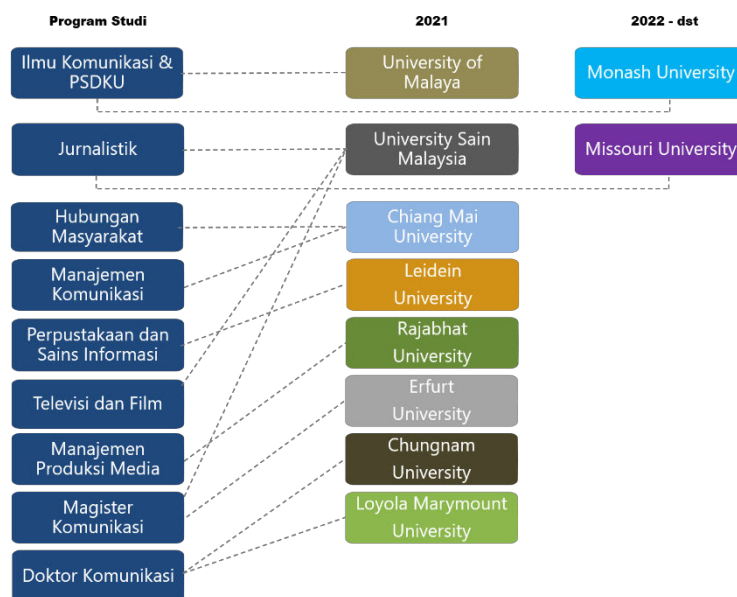 Program Studi
2021
2022 - dst
Ilmu Komunikasi &
PSDKU
University of
Malaya
Monash University
Jurnalistik
University Sain
Malaysia
Missouri University
Hubungan
Masyarakat
Chiang Mai
University
Manajemen
Komunikasi
Leidein
University
Perpustakaan dan
Sains Informasi
Rajabhat
University
Televisi dan Film
Erfurt
University
Manajemen
Produksi Media
Chungnam
University
Magister
Komunikasi
Loyola Marymount
University
Doktor Komunikasi